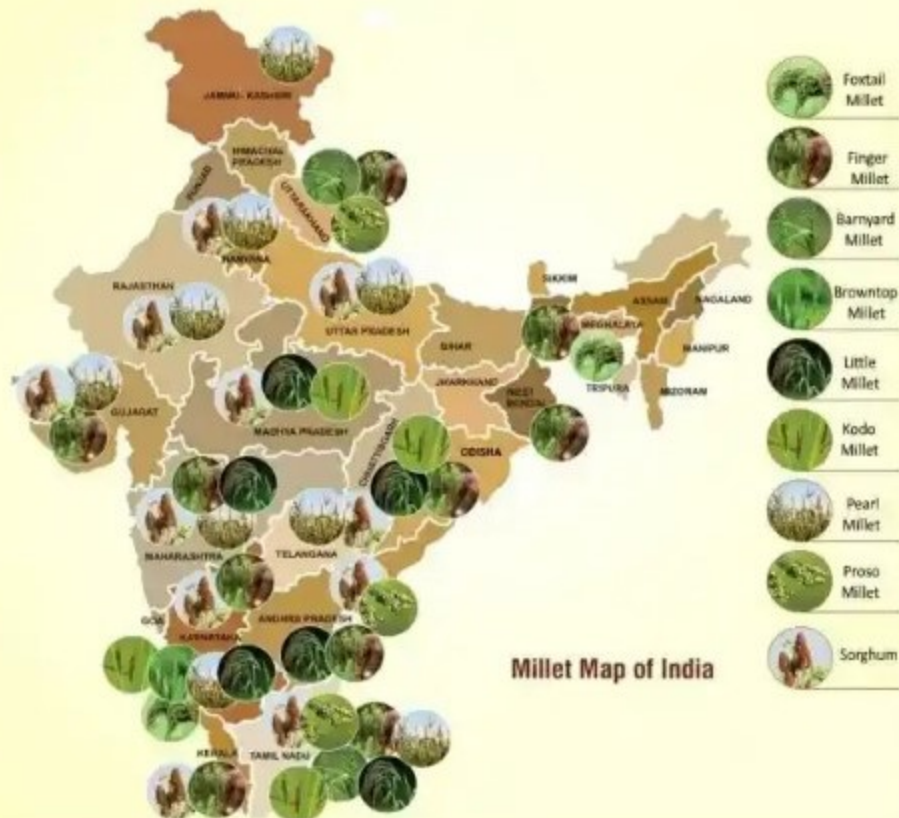 JAMMU- KASHMIR
HIMACHAL
PRADESH
PUNJAB
UTTARAKHAND
HARYANA
RAJASTHAN
UTTAR PRADESH
SIKKIM
ASSAM
NAGALAND
MEGHALAYA
MANIPUR
BIHAR
TRIPURA
MIZORAM
JHARKHAND
WEST
BENGAL
GUJARAT
MADHYA PRADESH
CHHATTISGARH
ODISHA
MAHARASHTRA
TELANGANA
GOA
KARNATAKA
ANDHRA PRADESH
KERALA
TAMIL NADU
Millet Map of India
Foxtail
Millet
Finger
Millet
Barnyard
Millet
Browntop
Millet
Little
Millet
Kodo
Millet
Pearl
Millet
Proso
Millet
Sorghum